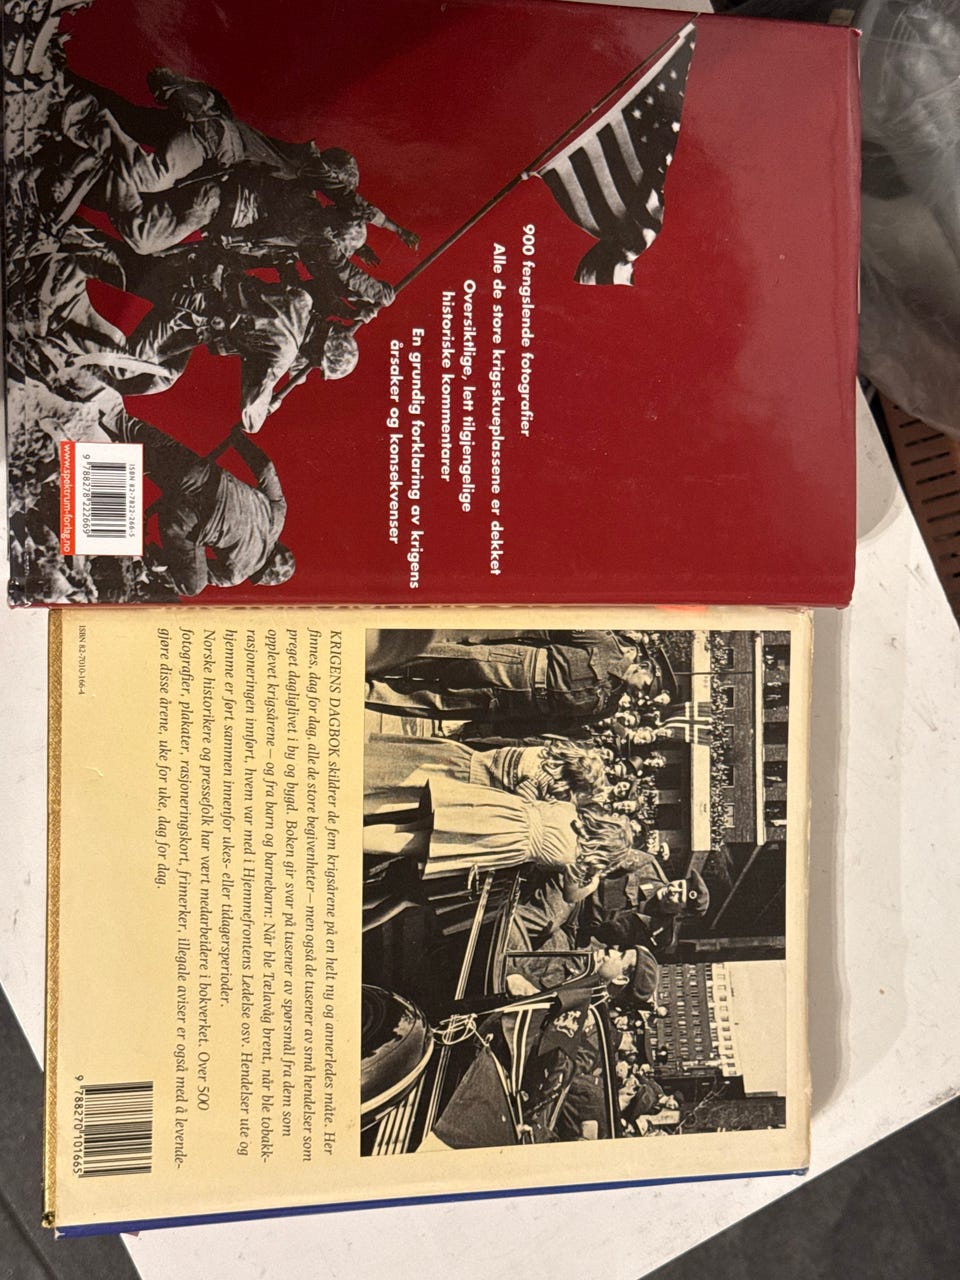 900 fengslende fotografier
Alle de store krigsskueplassene er dekket
Oversiktlige, lett tilgjengelige
historiske kommentarer
En grundig forklaring av krigens
årsaker og konsekvenser
ISBN 82-7822-266-5
9 788278 222669
www.spektrum-forlag.no
KRIGENS DAGBOK skildrer de fem krigsårene på en helt ny og annerledes måte. Her
finnes, dag for dag, alle de store begivenheter – men også de tusener av små hendelser som
preget dagliglivet i by og bygd. Boken gir svar på tusener av spørsmål fra dem som
opplevet krigsårene – og fra barn og barnebarn: Når ble Tælavåg brent, når ble tobakk-
rasjoneringen innført, hvem var med i Hjemmefrontens Ledelse osv. Hendelser ute og
hjemme er ført sammen innenfor ukes- eller tidagersperioder.
Norske historikere og pressefolk har vært medarbeidere i bokverket. Over 500
fotografier, plakater, rasjoneringskort, frimerker, illegale aviser er også med å levende-
gjøre disse årene, uke for uke, dag for dag.
ISBN 82-7010-166-4
9 788270 101665